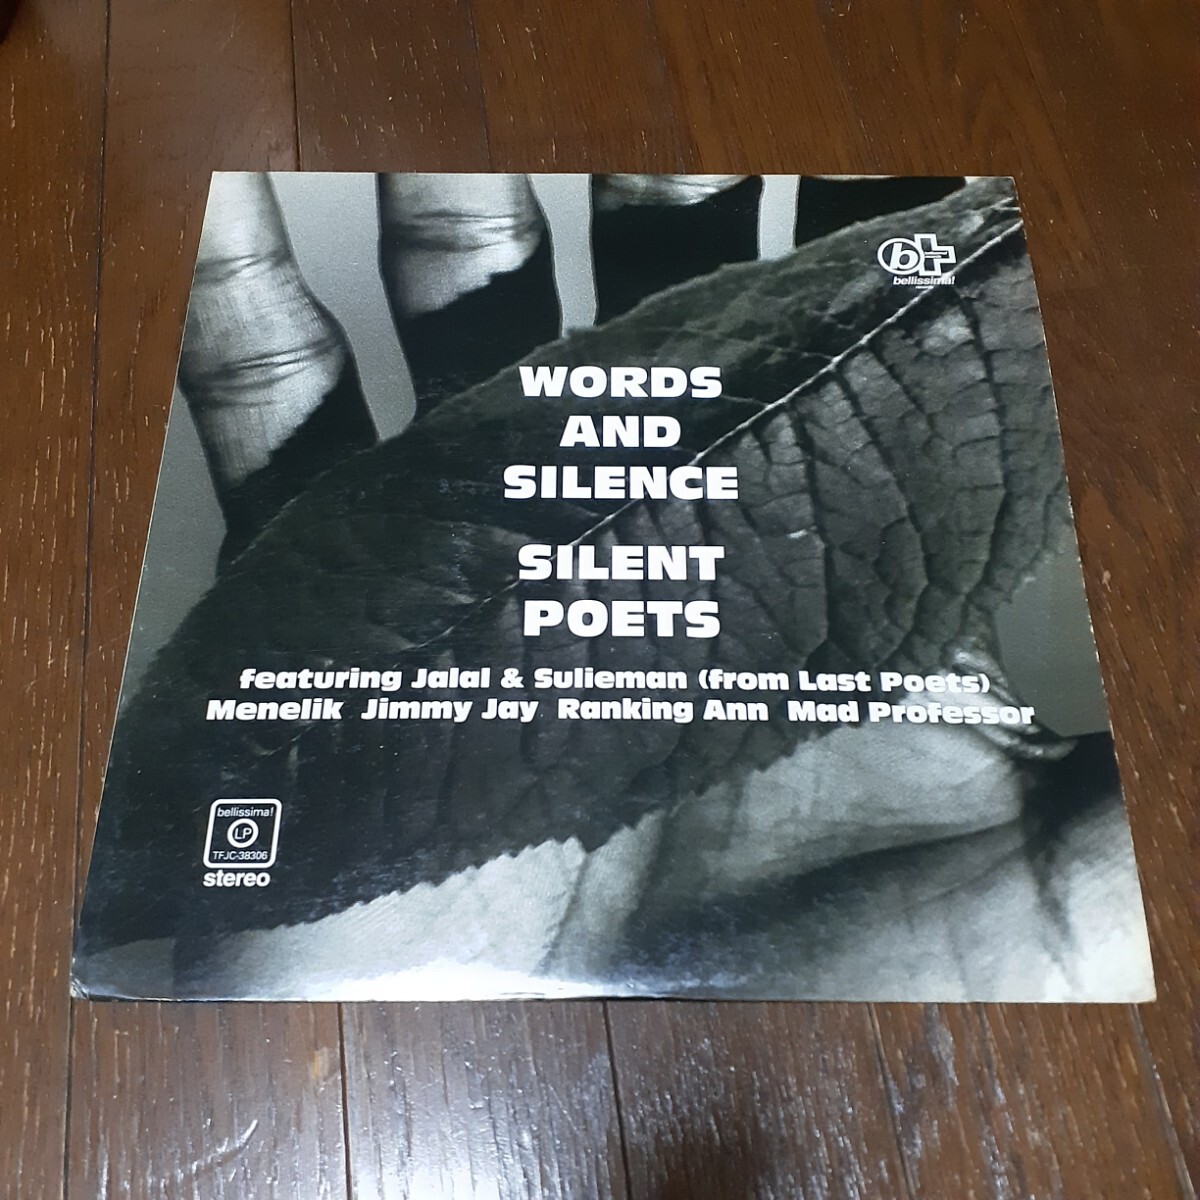 b+
bellissima!
WORDS
AND
SILENCE
SILENT
POETS
featuring Jalal & Sulieman (from Last Poets)
Menelik Jimmy Jay Ranking Ann Mad Professor
bellissima!
LP
TFJC-38306
stereo